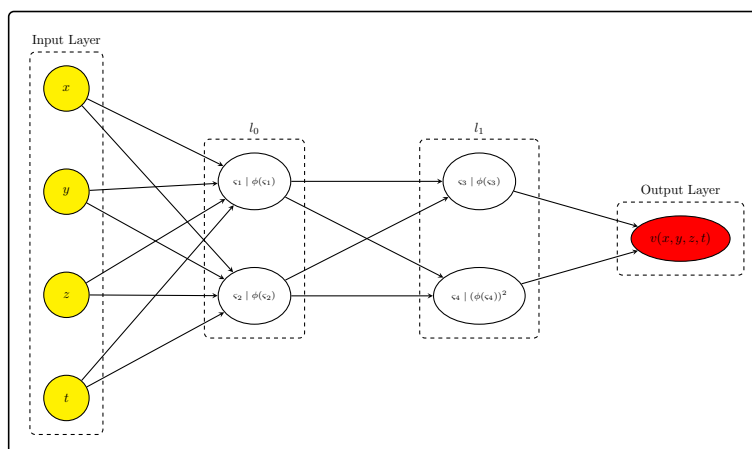 Input Layer
x
y
z
t
l₀
ς₁ | ϕ(ς₁)
ς₂ | ϕ(ς₂)
l₁
ς₃ | ϕ(ς₃)
ς₄ | (ϕ(ς₄))²
Output Layer
v(x, y, z, t)